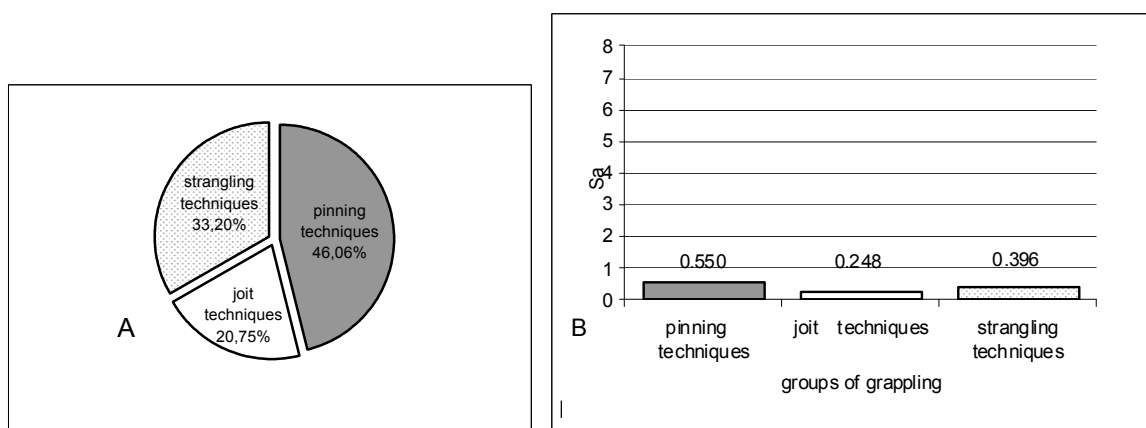 strangling
techniques
33,20%
pinning
techniques
46,06%
joit
techniques
20,75%
A
8
7
6
5
4
3
2
1
0
Sa
0.550
0.248
0.396
pinning
techniques
joit techniques
strangling
techniques
groups of grappling
B